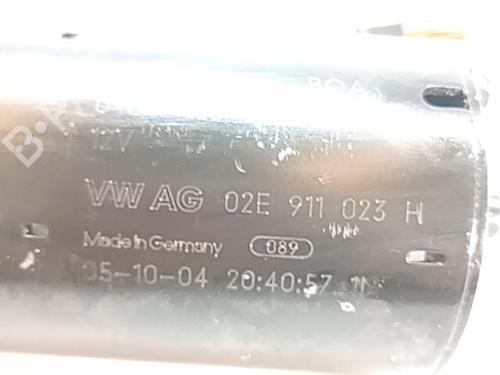 12V
VW AG 02E 911 023 H
Made in Germany 089
05-10-04 20:40:57